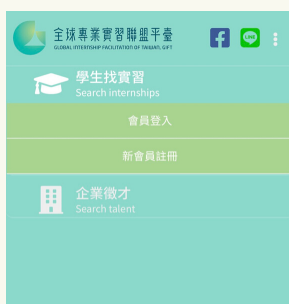 全球專業實習聯盟平臺
GLOBAL INTERNSHIP FACILITATION OF TAIWAN, GIFT
LINE
學生找實習
Search internships
會員登入
新會員註冊
企業徵才
Search talent